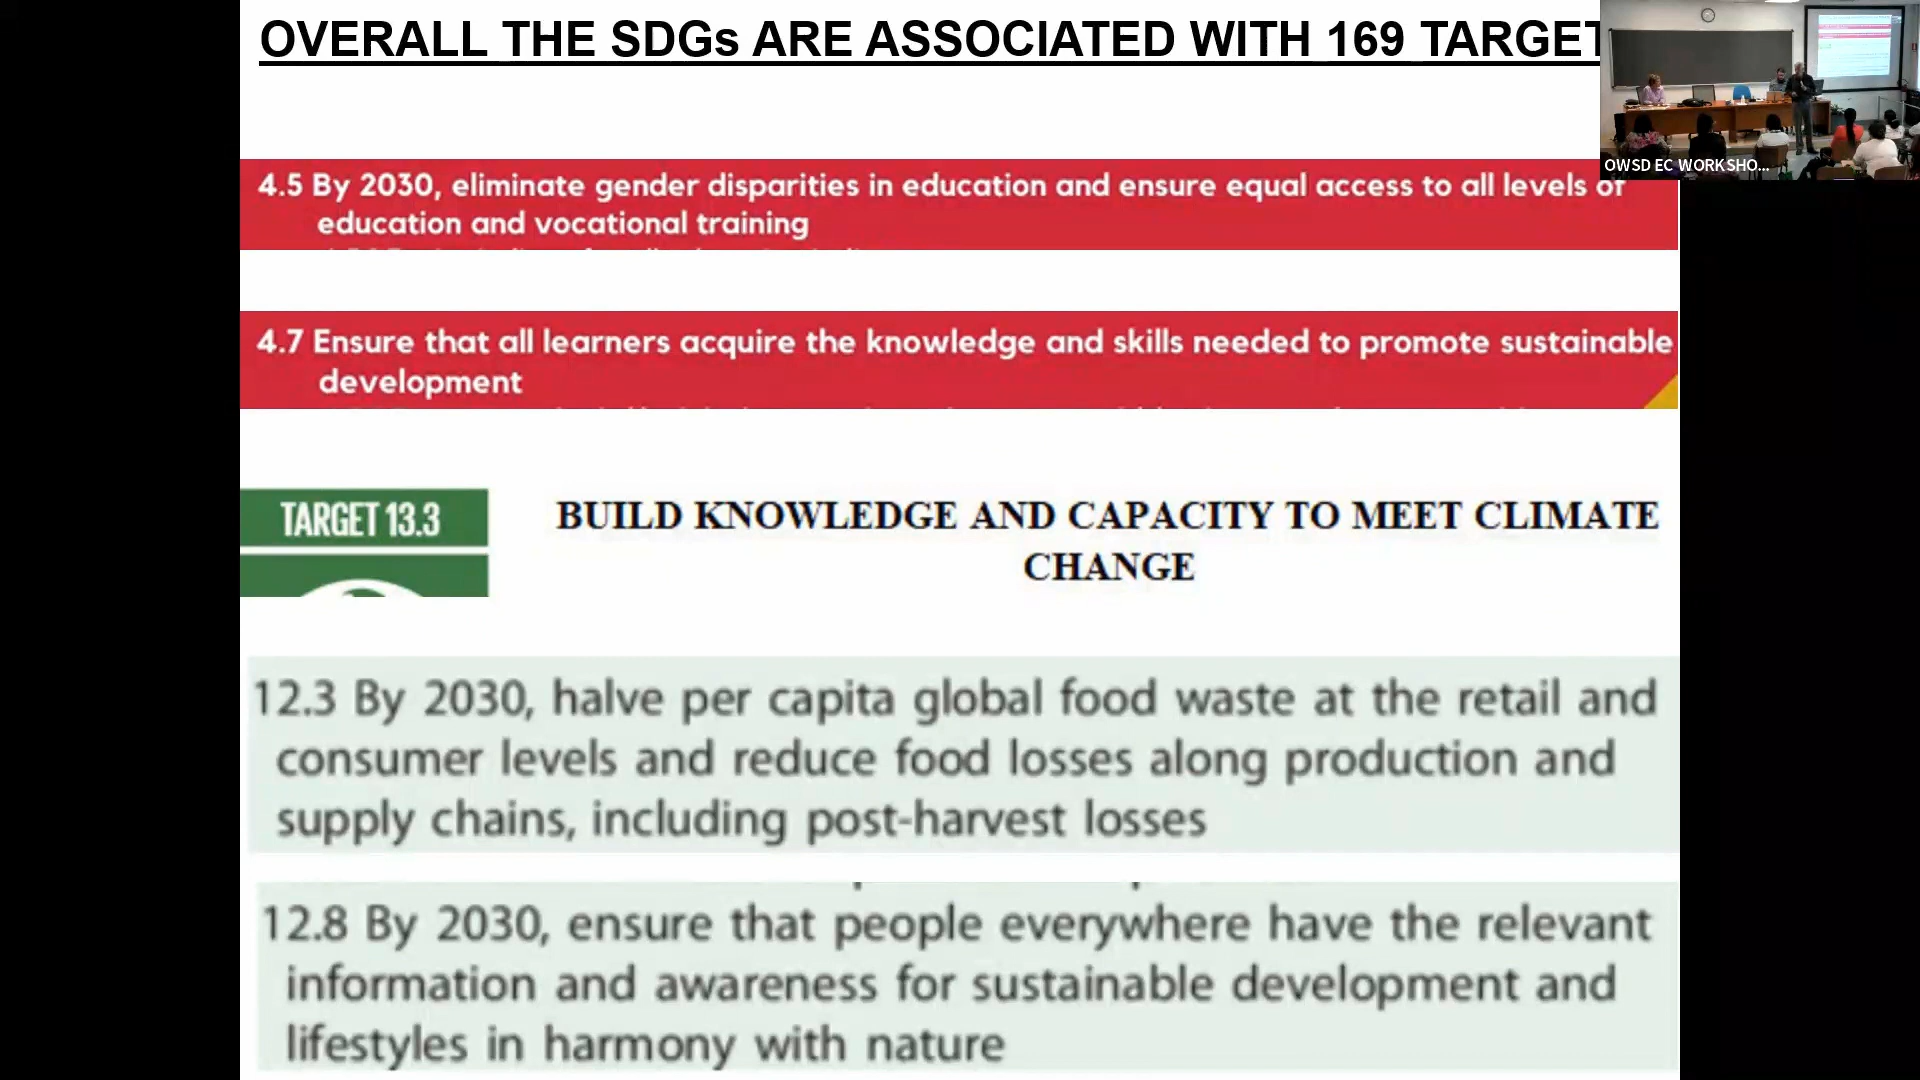 OVERALL THE SDGs ARE ASSOCIATED WITH 169 TARGET
OWSD EC WORKSHO...
4.5 By 2030, eliminate gender disparities in education and ensure equal access to all levels of
education and vocational training
4.7 Ensure that all learners acquire the knowledge and skills needed to promote sustainable
development
TARGET 13.3
BUILD KNOWLEDGE AND CAPACITY TO MEET CLIMATE
CHANGE
12.3 By 2030, halve per capita global food waste at the retail and
consumer levels and reduce food losses along production and
supply chains, including post-harvest losses
12.8 By 2030, ensure that people everywhere have the relevant
information and awareness for sustainable development and
lifestyles in harmony with nature